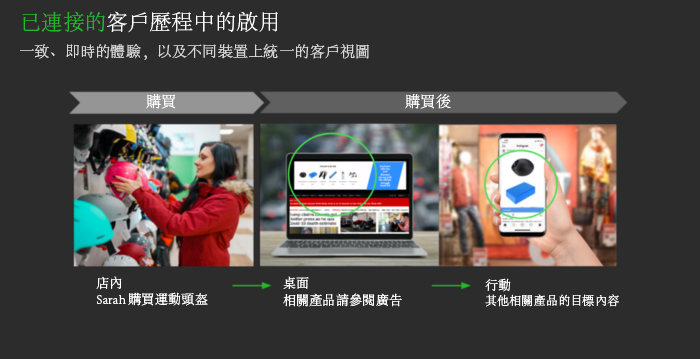 已連接的客戶歷程中的啟用
一致、即時的體驗，以及不同裝置上統一的客戶視圖
購買
購買後
店內
Sarah 購買運動頭盔
桌面
相關產品請參閱廣告
行動
其他相關產品的目標內容